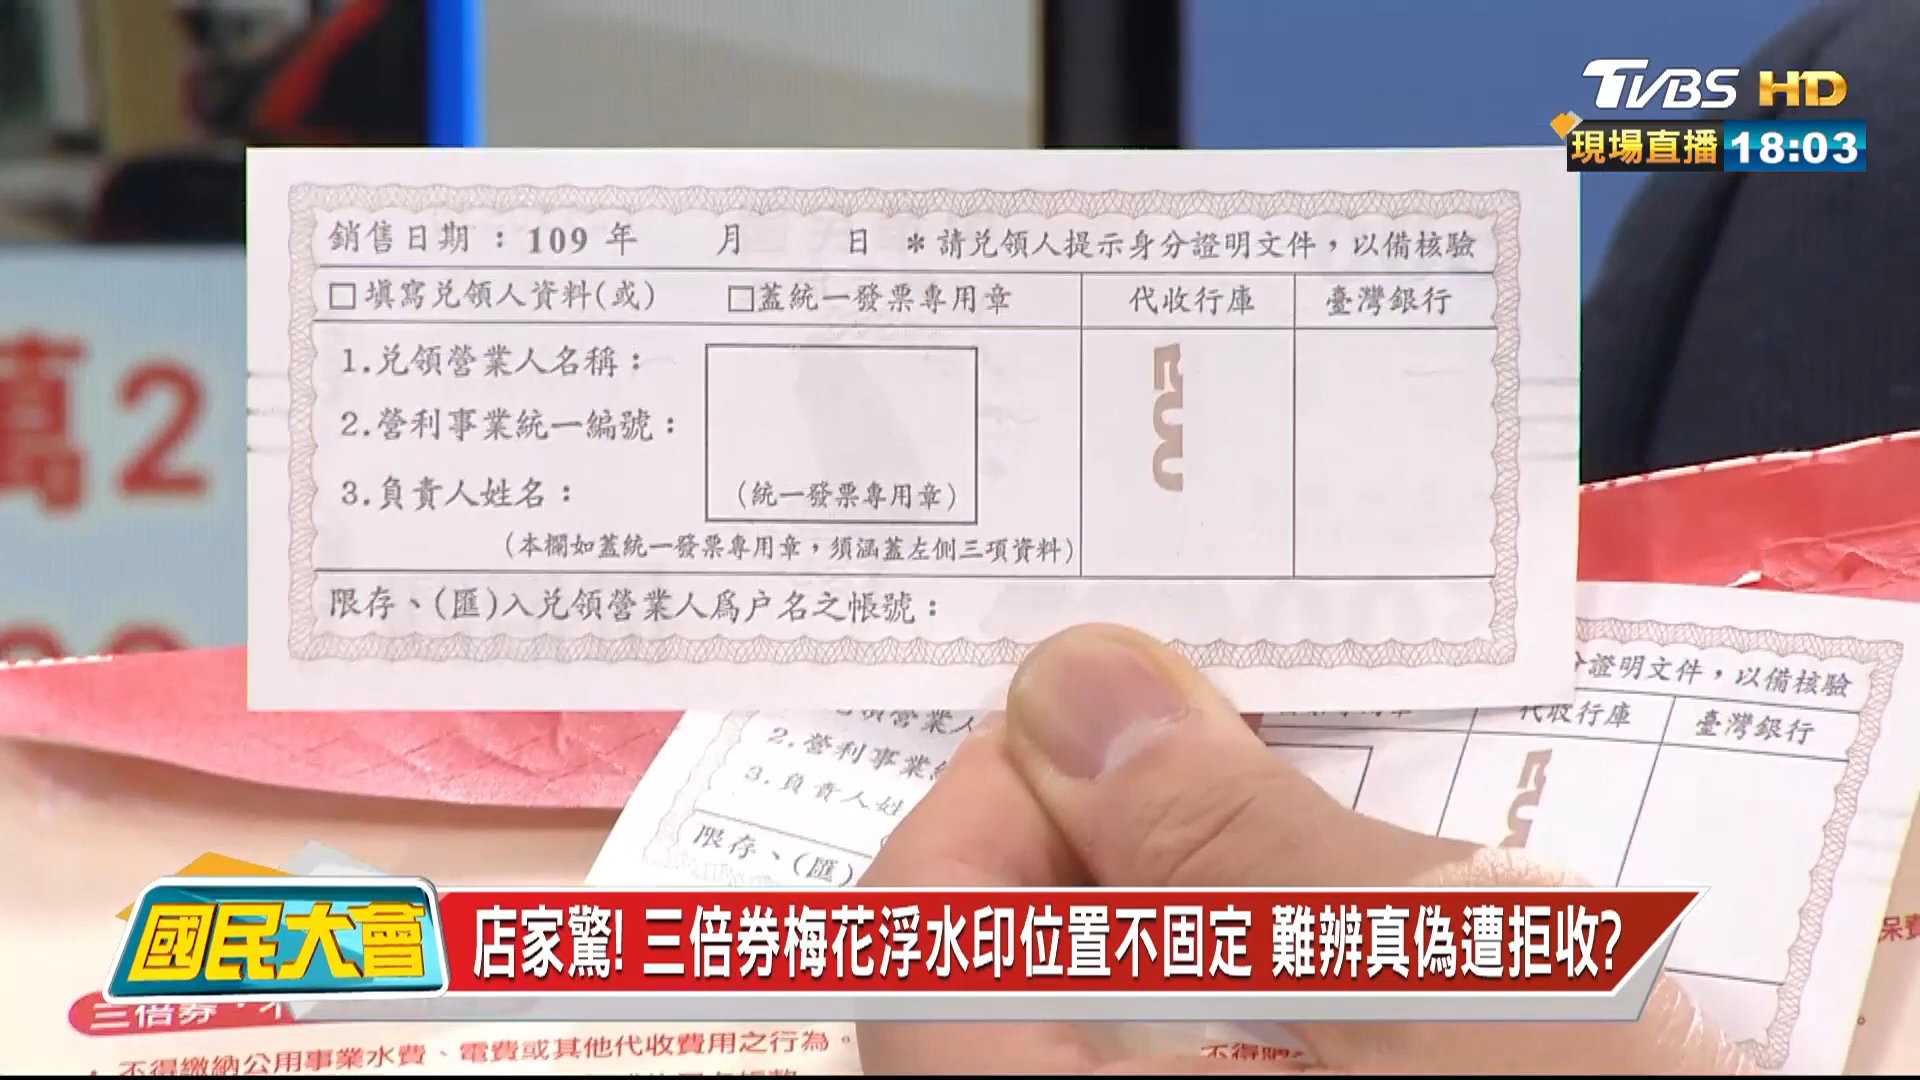 TVBS HD
現場直播 18:03
銷售日期：109 年 月 日 *請兌領人提示身分證明文件，以備核驗
□填寫兌領人資料(或) □蓋統一發票專用章 代收行庫 臺灣銀行
1.兌領營業人名稱：
2.營利事業統一編號：
3.負責人姓名：
(統一發票專用章)
(本欄如蓋統一發票專用章，須涵蓋左側三項資料)
限存、(匯)入兌領營業人為戶名之帳號：
萬2
證明文件，以備核驗
代收行庫 臺灣銀行
領營業人
2.營利事業
3.負責人姓
限存、(匯)
國民大會
店家驚! 三倍券梅花浮水印位置不固定 難辨真偽遭拒收?
三倍券
不得繳納公用事業水費、電費或其他代收費用之行為。